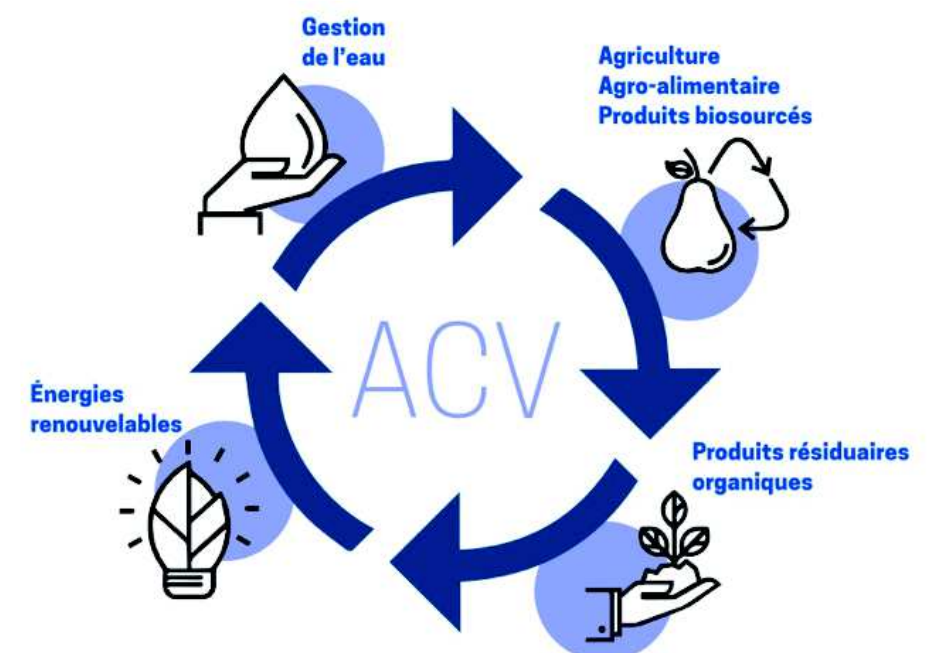 Gestion
de l'eau
Agriculture
Agro-alimentaire
Produits biosourcés
ACV
Énergies
renouvelables
Produits résiduaires
organiques